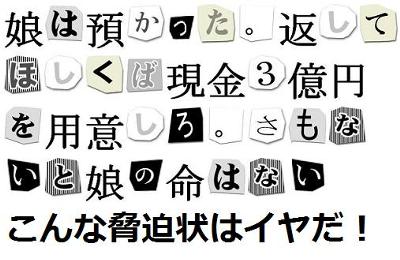 娘は預かった。返して
ほしくば現金３億円
を用意しろ。さもな
いと娘の命はない
こんな脅迫状はイヤだ！